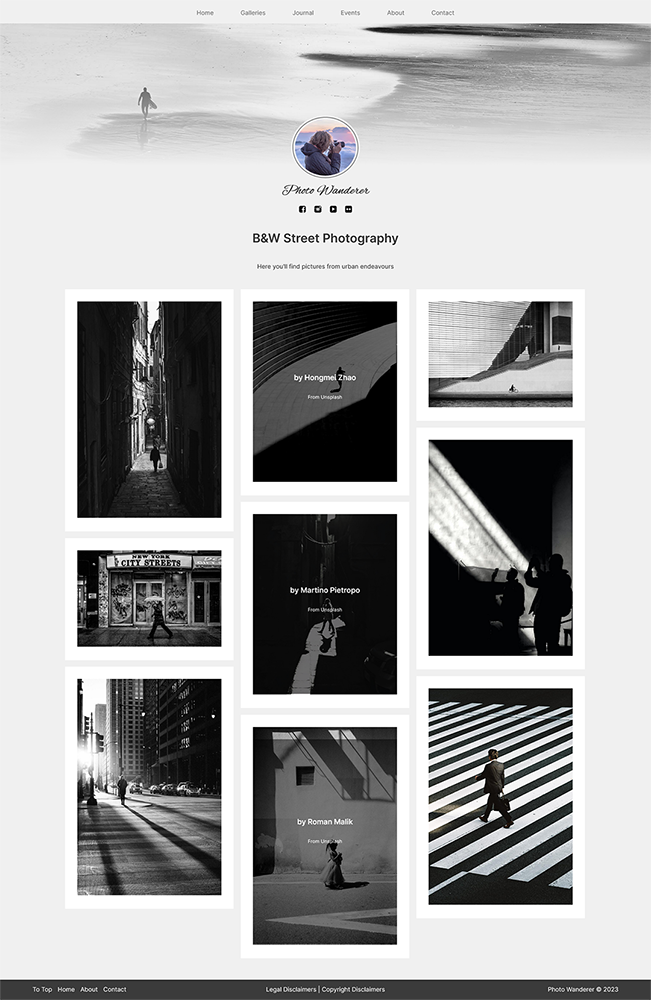 Home Galleries Journal Events About Contact
Photo Wanderer
B&W Street Photography
Here you'll find pictures from urban endeavours
by Hongmei Zhao
From Unsplash
NEW YORK
CITY STREETS
by Martino Pietropo
From Unsplash
by Roman Malik
From Unsplash
To Top Home About Contact
Legal Disclaimers | Copyright Disclaimers
Photo Wanderer © 2023